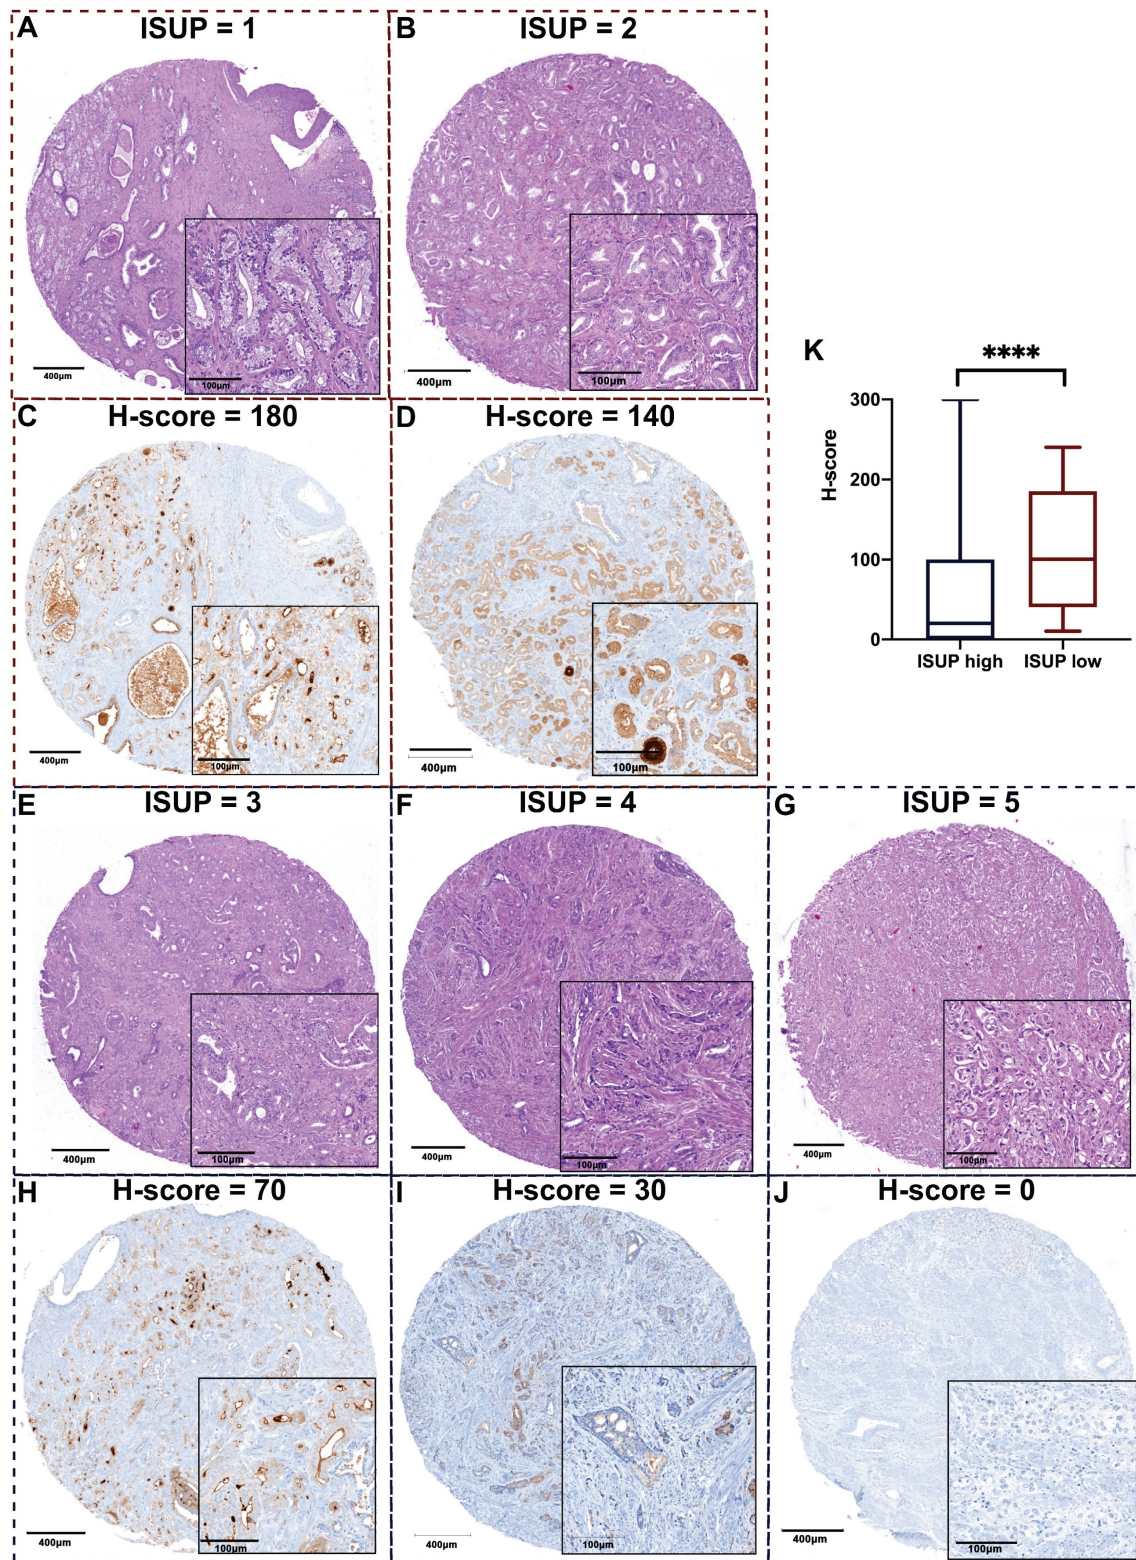 A ISUP = 1
B ISUP = 2
400µm 100µm
400µm 100µm
C H-score = 180
D H-score = 140
400µm 100µm
400µm 100µm
K
****
H-score
300
200
100
0
ISUP high ISUP low
E ISUP = 3
F ISUP = 4
G ISUP = 5
400µm 100µm
400µm 100µm
400µm 100µm
H H-score = 70
I H-score = 30
J H-score = 0
400µm 100µm
400µm 100µm
400µm 100µm